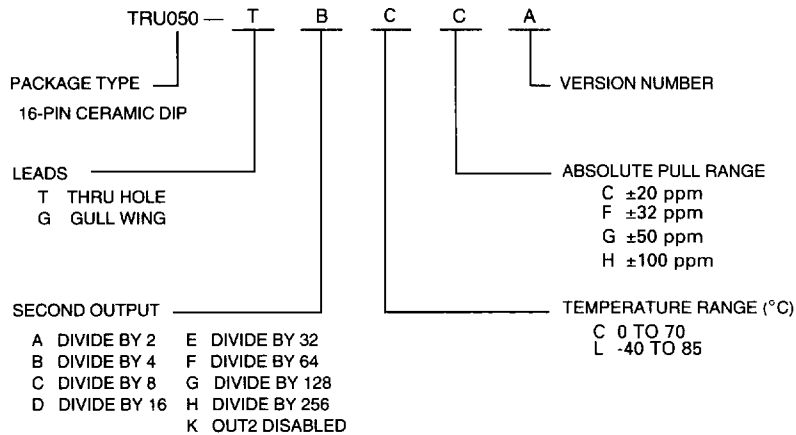 TRU050 — T B C C A
PACKAGE TYPE
16-PIN CERAMIC DIP
VERSION NUMBER
LEADS
T THRU HOLE
G GULL WING
ABSOLUTE PULL RANGE
C ±20 ppm
F ±32 ppm
G ±50 ppm
H ±100 ppm
SECOND OUTPUT
A DIVIDE BY 2 E DIVIDE BY 32
B DIVIDE BY 4 F DIVIDE BY 64
C DIVIDE BY 8 G DIVIDE BY 128
D DIVIDE BY 16 H DIVIDE BY 256
K OUT2 DISABLED
TEMPERATURE RANGE (°C)
C 0 TO 70
L -40 TO 85